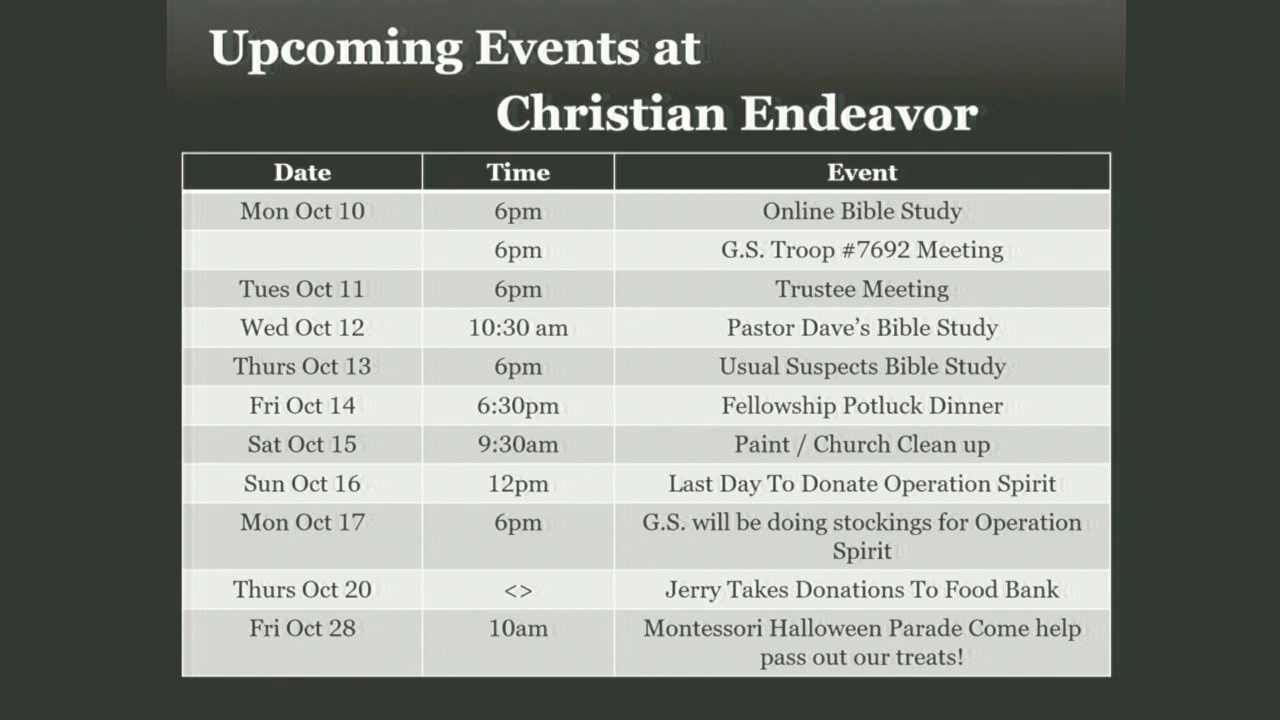 Upcoming Events at
Christian Endeavor
Date Time Event
Mon Oct 10 6pm Online Bible Study
6pm G.S. Troop #7692 Meeting
Tues Oct 11 6pm Trustee Meeting
Wed Oct 12 10:30 am Pastor Dave’s Bible Study
Thurs Oct 13 6pm Usual Suspects Bible Study
Fri Oct 14 6:30pm Fellowship Potluck Dinner
Sat Oct 15 9:30am Paint / Church Clean up
Sun Oct 16 12pm Last Day To Donate Operation Spirit
Mon Oct 17 6pm G.S. will be doing stockings for Operation
Spirit
Thurs Oct 20 <> Jerry Takes Donations To Food Bank
Fri Oct 28 10am Montessori Halloween Parade Come help
pass out our treats!